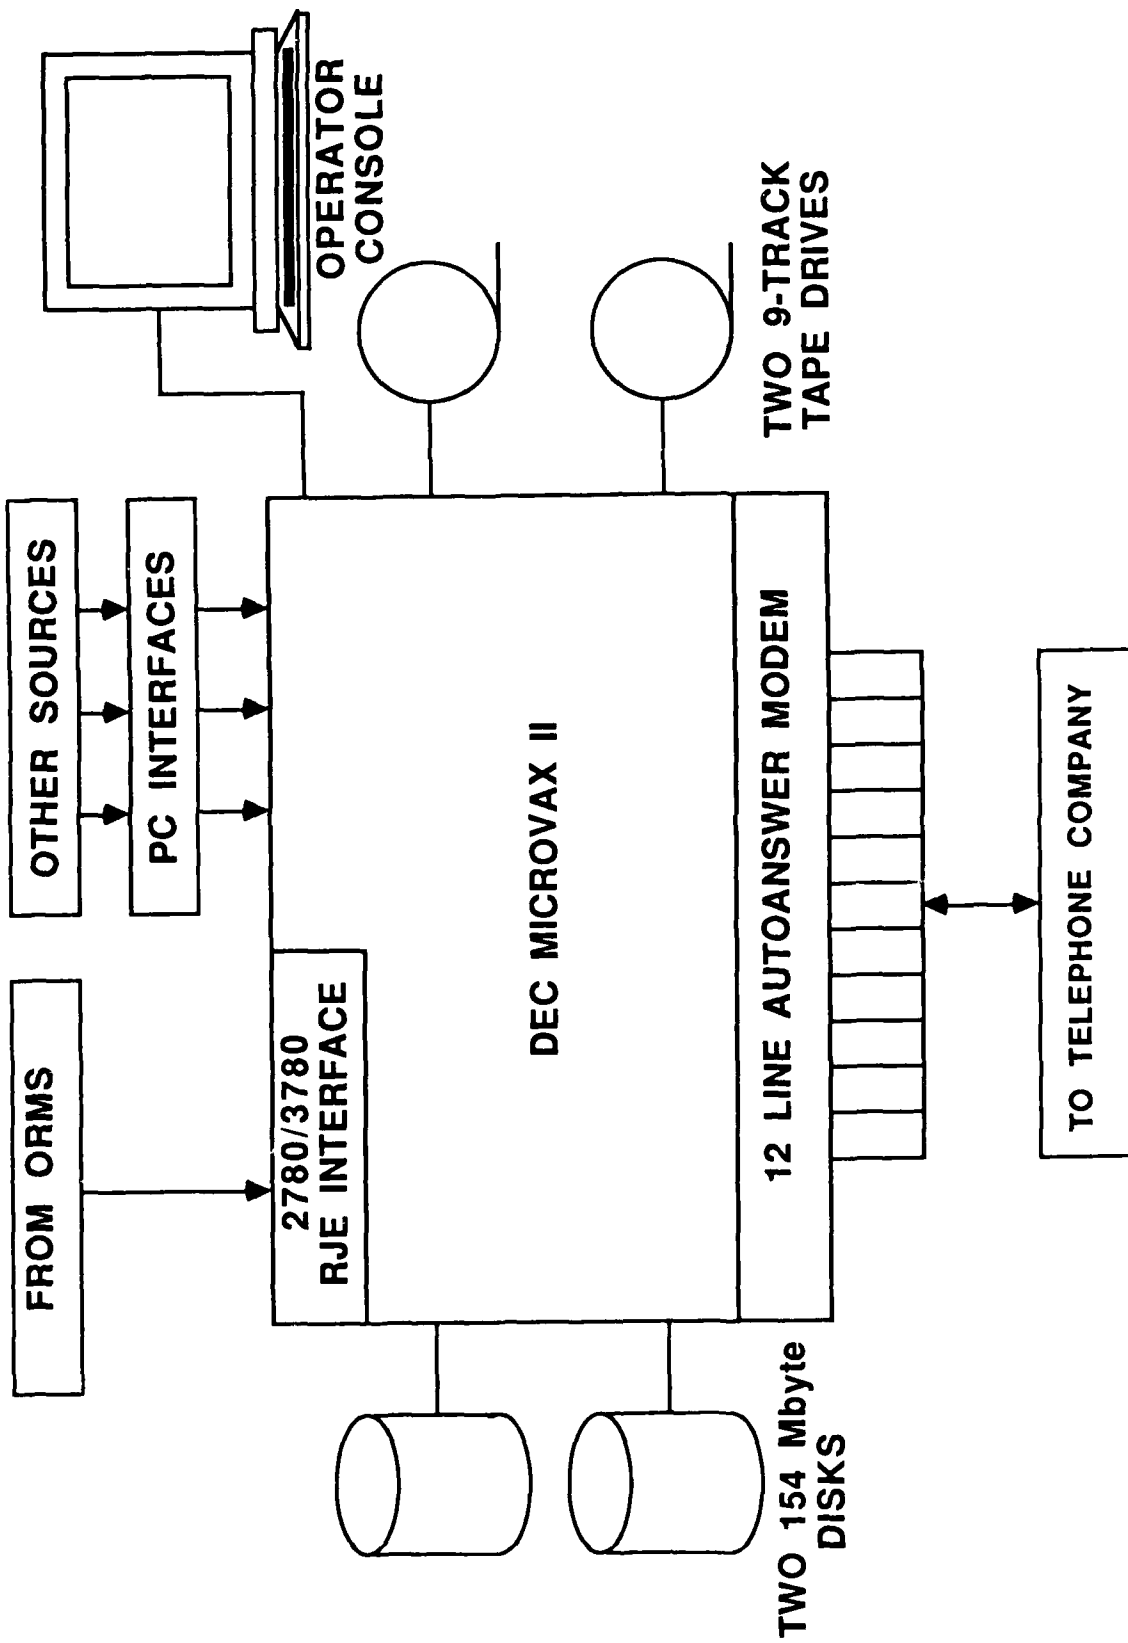 FROM ORMS
OTHER SOURCES
PC INTERFACES
2780/3780
RJE INTERFACE
OPERATOR
CONSOLE
DEC MICROVAX II
TWO 154 Mbyte
DISKS
TWO 9-TRACK
TAPE DRIVES
12 LINE AUTOANSWER MODEM
TO TELEPHONE COMPANY